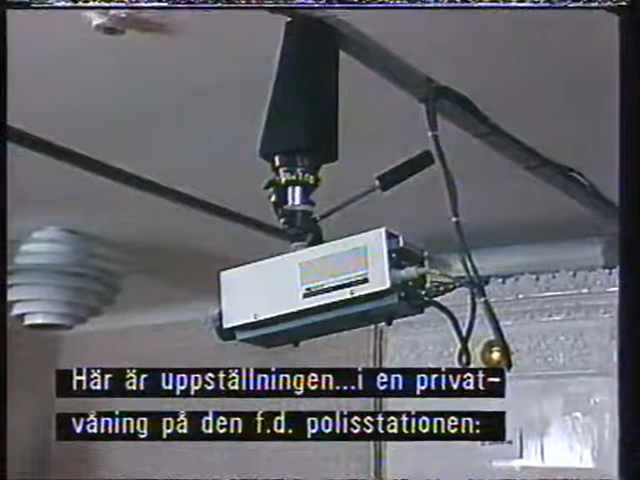 Här är uppställningen...i en privat-
våning på den f.d. polisstationen: